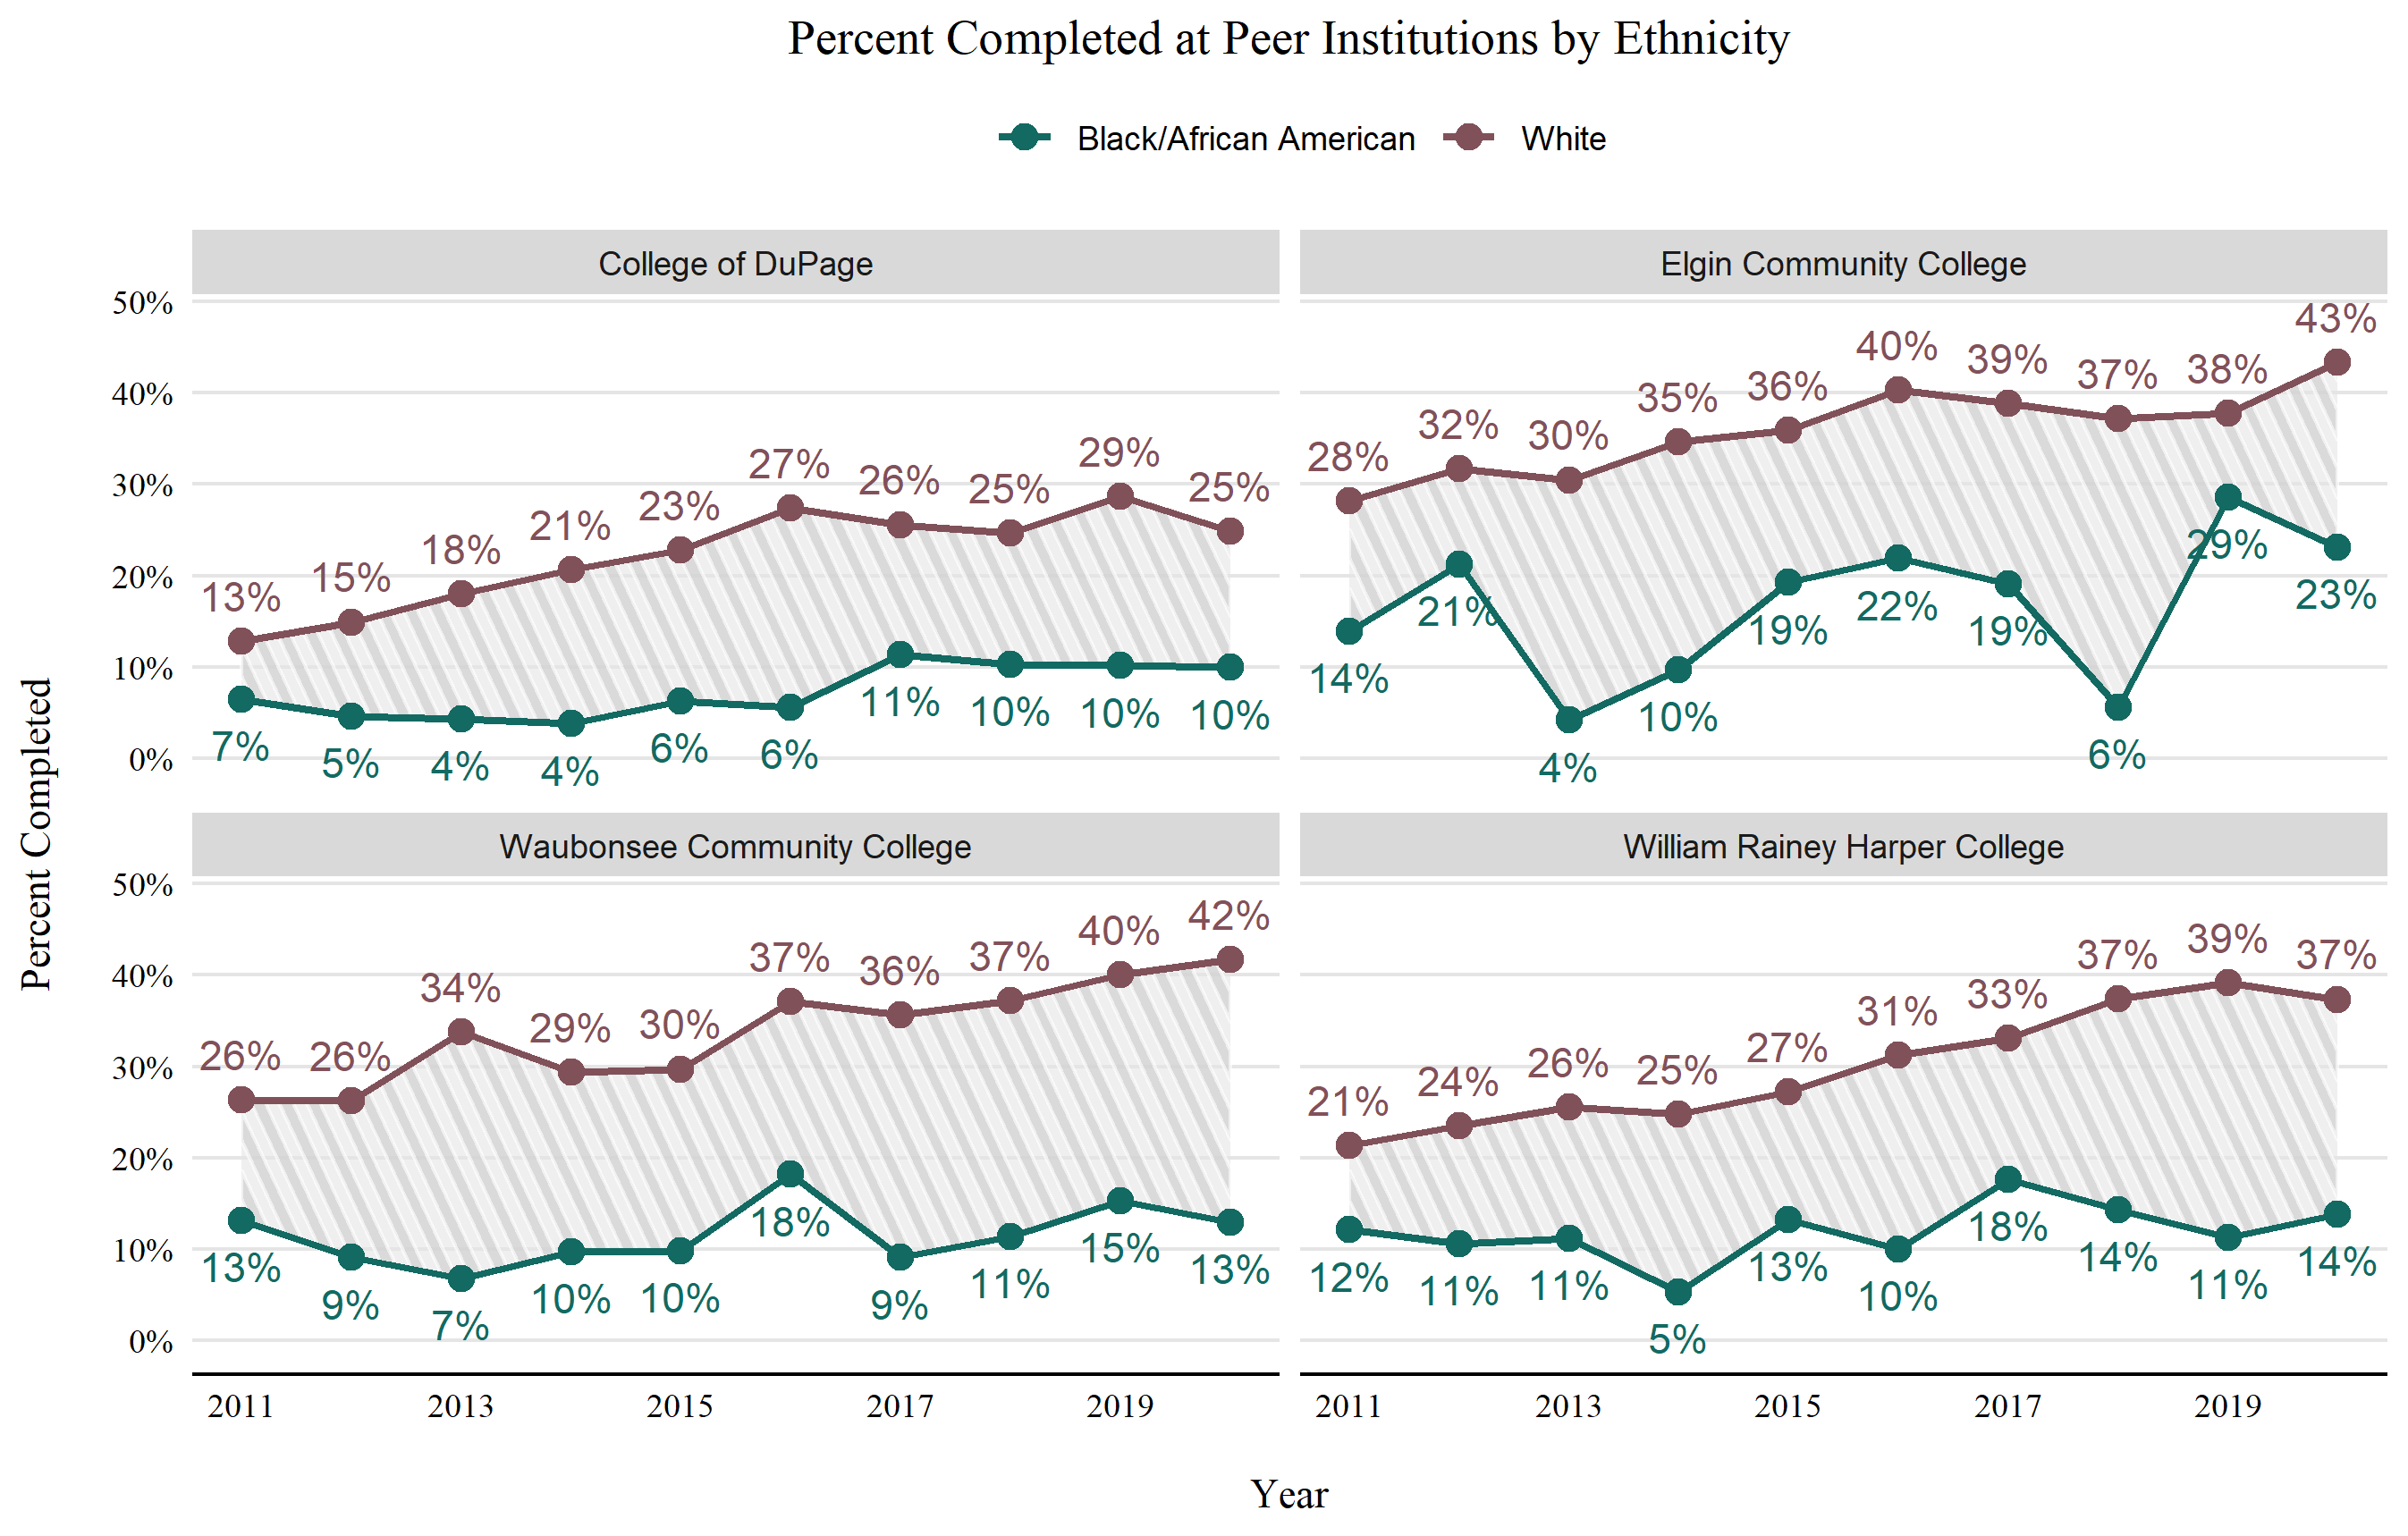 Percent Completed at Peer Institutions by Ethnicity
Black/African American White
College of DuPage
Elgin Community College
50%
40%
30%
20%
10%
0%
13% 15% 18% 21% 23% 27% 26% 25% 29% 25%
7% 5% 4% 4% 6% 6% 11% 10% 10% 10%
28% 32% 30% 35% 36% 40% 39% 37% 38% 43%
14% 21% 4% 10% 19% 22% 19% 6% 29% 23%
Percent Completed
Waubonsee Community College
William Rainey Harper College
50%
40%
30%
20%
10%
0%
26% 26% 34% 29% 30% 37% 36% 37% 40% 42%
13% 9% 7% 10% 10% 18% 9% 11% 15% 13%
21% 24% 26% 25% 27% 31% 33% 37% 39% 37%
12% 11% 11% 5% 13% 10% 18% 14% 11% 14%
2011 2013 2015 2017 2019
2011 2013 2015 2017 2019
Year